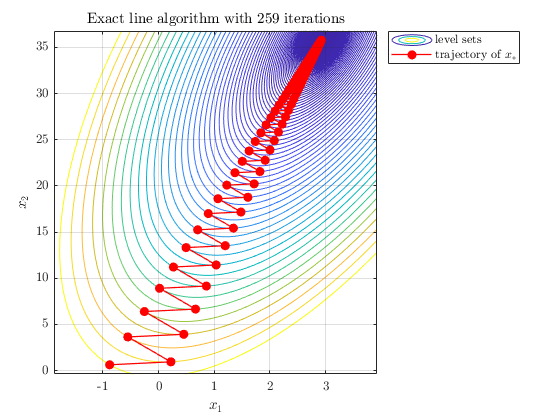 Exact line algorithm with 259 iterations
level sets
trajectory of x*
x2
35
30
25
20
15
10
5
0
-1
0
1
2
3
x1